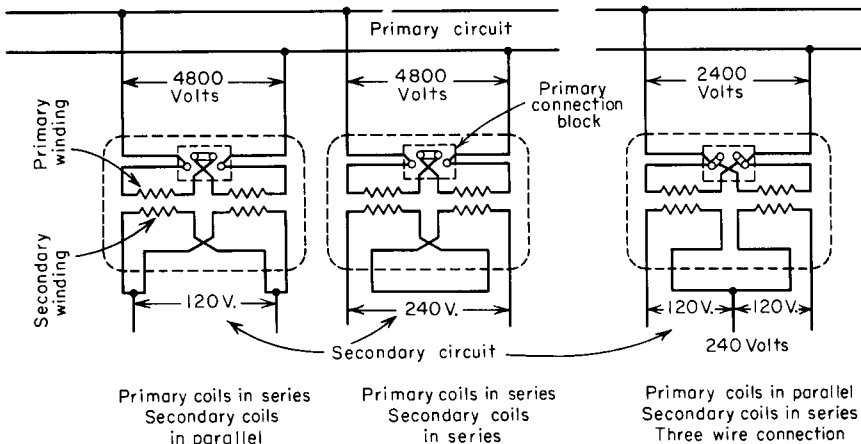 Primary circuit
4800
Volts
4800
Volts
2400
Volts
Primary
connection
block
Primary
winding
Secondary
winding
120 V.
240 V.
120 V.
120 V.
240 Volts
Secondary circuit
Primary coils in series
Secondary coils
in parallel
Primary coils in series
Secondary coils
in series
Primary coils in parallel
Secondary coils in series
Three wire connection